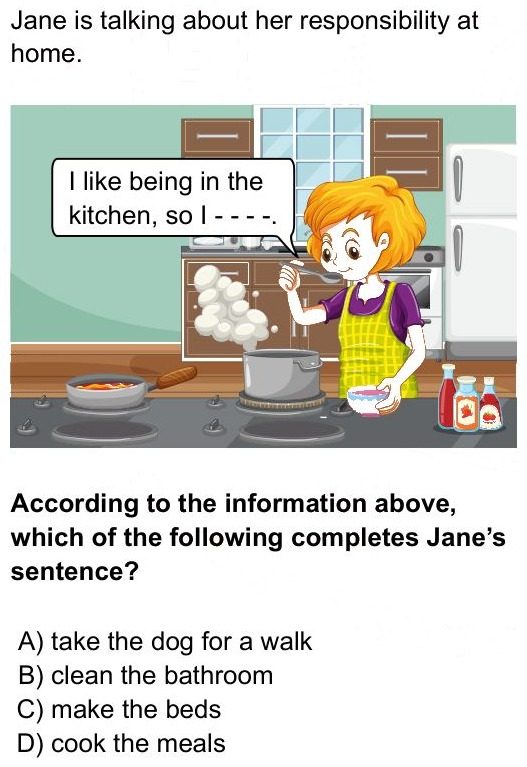 Jane is talking about her responsibility at
home.
I like being in the
kitchen, so I - - - -.
According to the information above,
which of the following completes Jane’s
sentence?
A) take the dog for a walk
B) clean the bathroom
C) make the beds
D) cook the meals